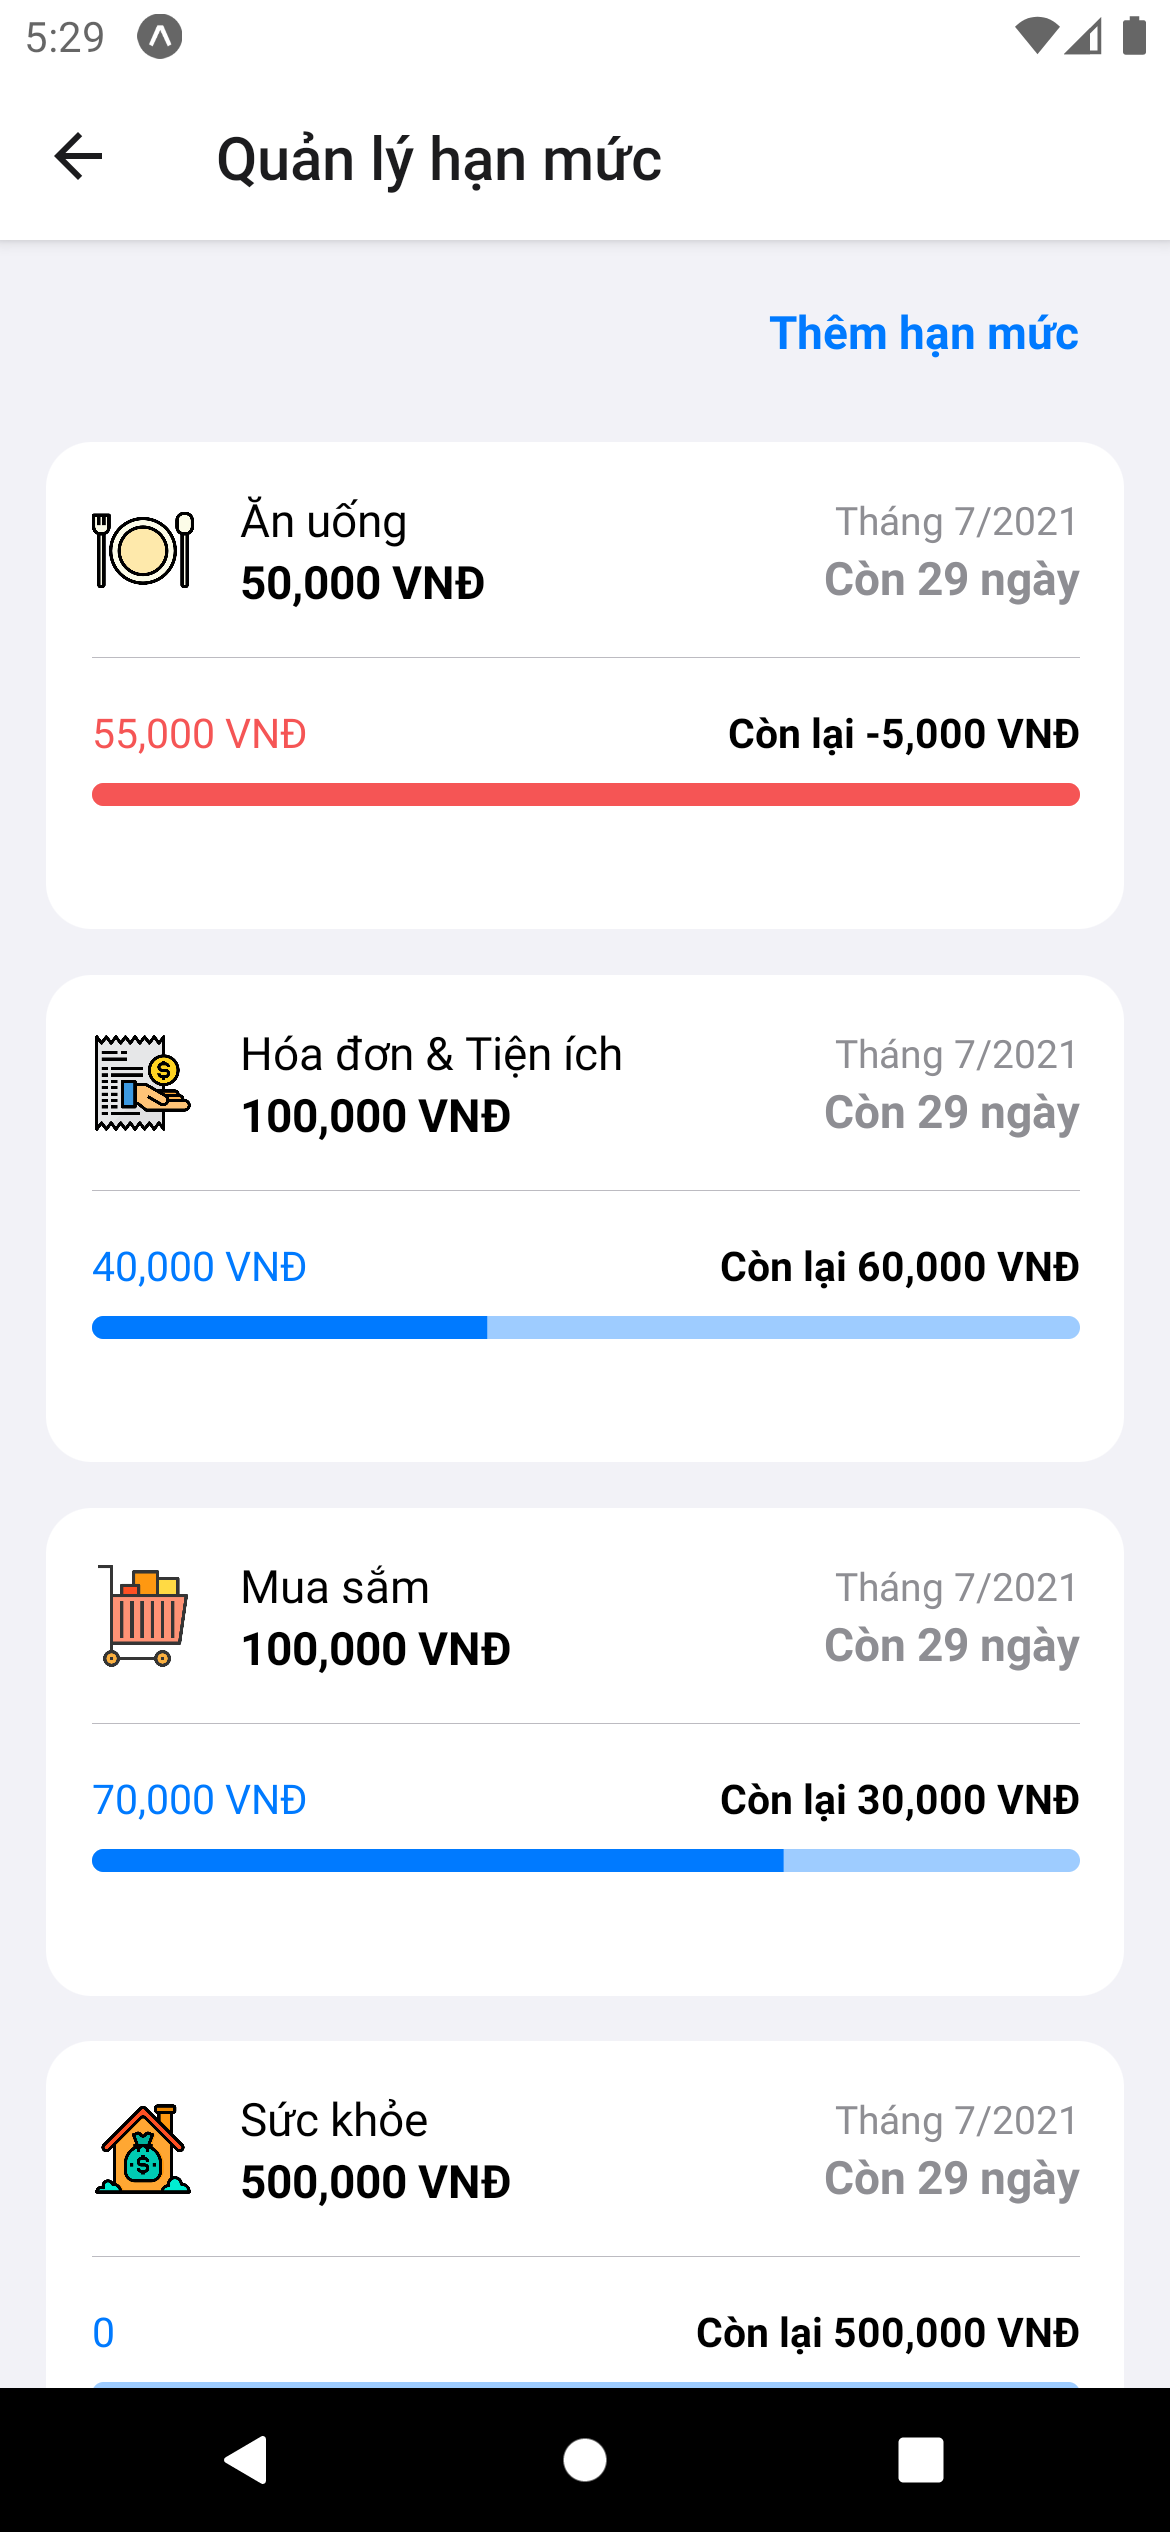 5:29
Quản lý hạn mức
Thêm hạn mức
Ăn uống
Tháng 7/2021
50,000 VNĐ
Còn 29 ngày
55,000 VNĐ
Còn lại -5,000 VNĐ
Hóa đơn & Tiện ích
Tháng 7/2021
100,000 VNĐ
Còn 29 ngày
40,000 VNĐ
Còn lại 60,000 VNĐ
Mua sắm
Tháng 7/2021
100,000 VNĐ
Còn 29 ngày
70,000 VNĐ
Còn lại 30,000 VNĐ
Sức khỏe
Tháng 7/2021
500,000 VNĐ
Còn 29 ngày
0
Còn lại 500,000 VNĐ